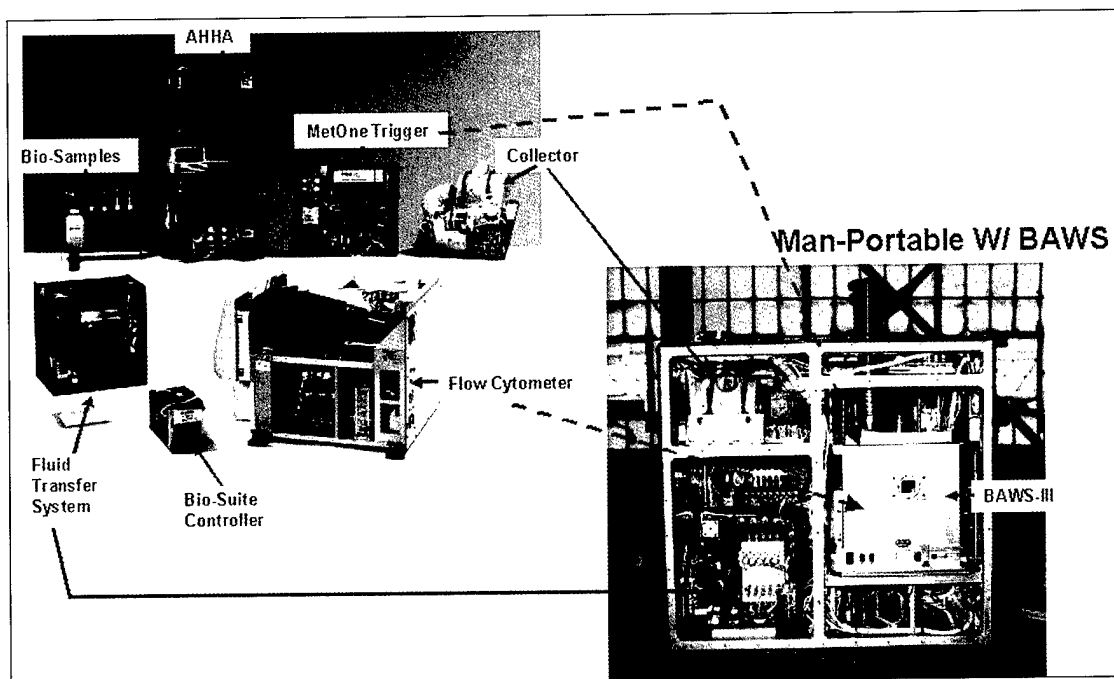 AHHA
MetOne Trigger
Bio-Samples
Collector
Man-Portable W/ BAWS
Flow Cytometer
Fluid
Transfer
System
Bio-Suite
Controller
BAWS-III